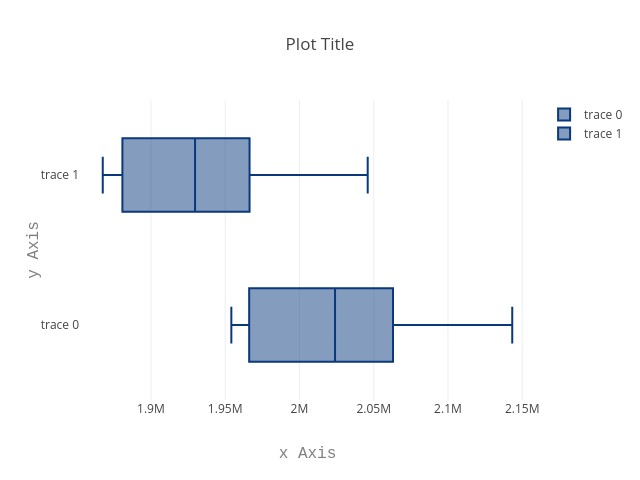 Plot Title
trace 0
trace 1
trace 1
y Axis
trace 0
1.9M
1.95M
2M
2.05M
2.1M
2.15M
x Axis